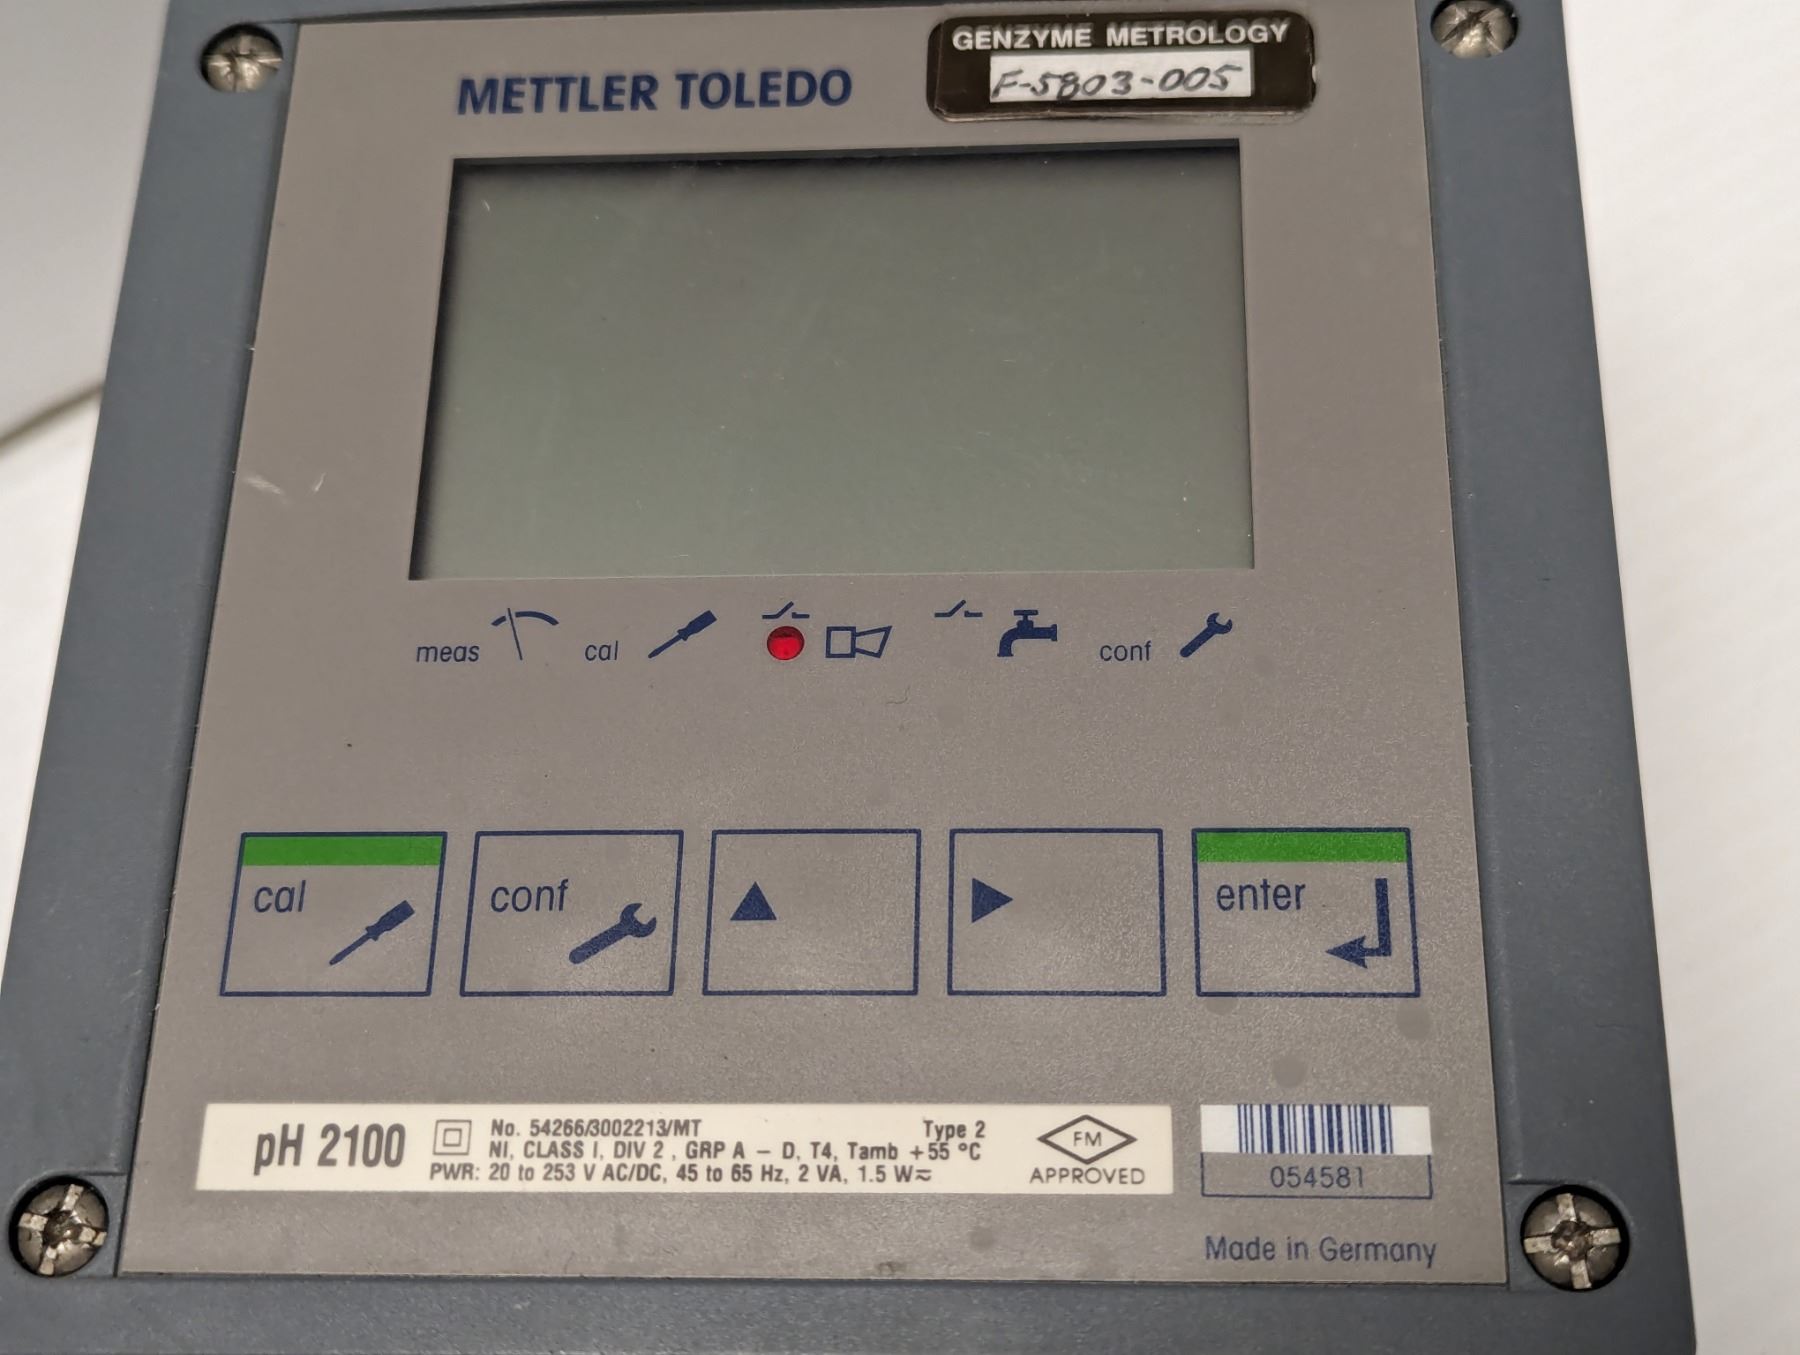 GENZYME METROLOGY
METTLER TOLEDO
F-5803-005
meas
cal
conf
cal
conf
enter
pH 2100
No. 54266/3002213/MT Type 2
NI, CLASS I, DIV 2 , GRP A – D, T4, Tamb +55 °C
PWR: 20 to 253 V AC/DC, 45 to 65 Hz, 2 VA, 1.5 W≂
FM
APPROVED
054581
Made in Germany